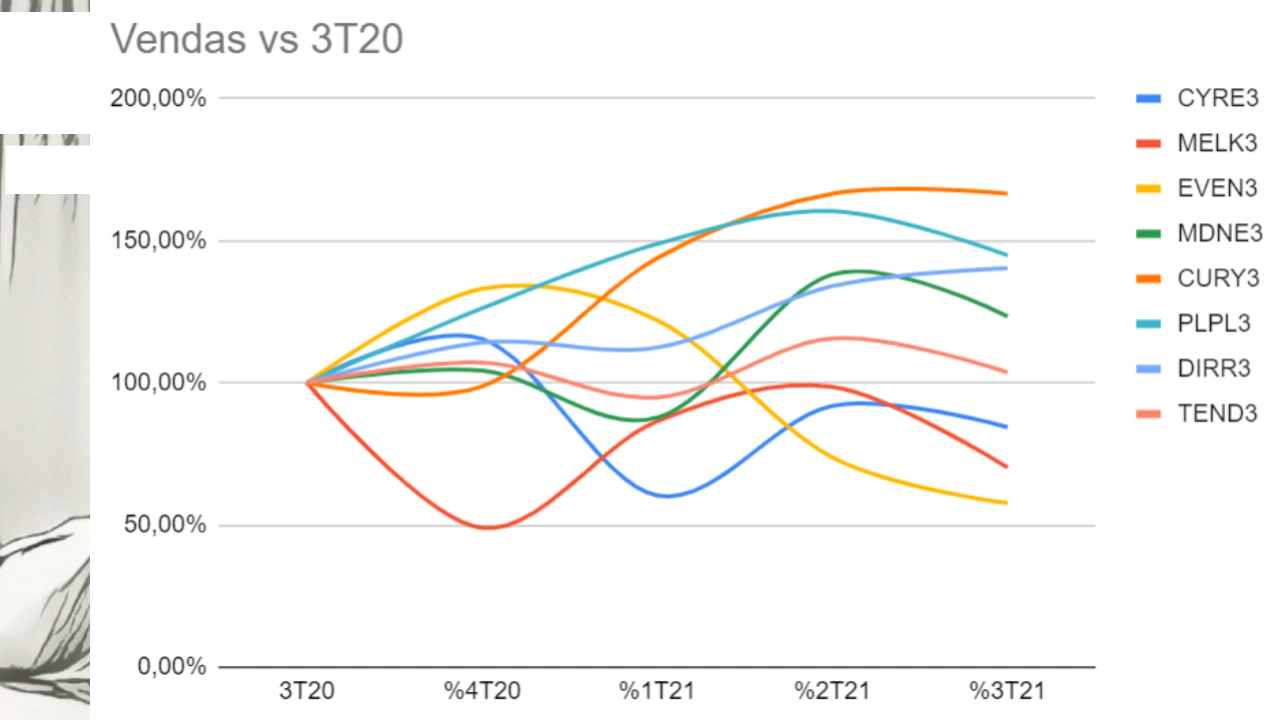 Vendas vs 3T20
200,00%
150,00%
100,00%
50,00%
0,00%
3T20 %4T20 %1T21 %2T21 %3T21
CYRE3
MELK3
EVEN3
MDNE3
CURY3
PLPL3
DIRR3
TEND3